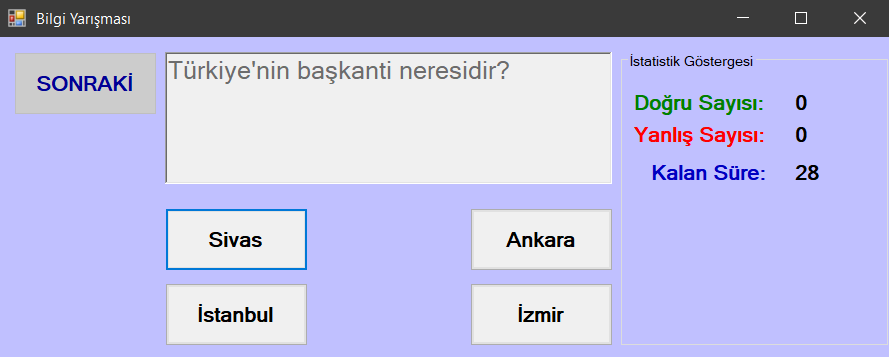 Bilgi Yarışması
SONRAKİ
Türkiye'nin başkanti neresidir?
Sivas
Ankara
İstanbul
İzmir
İstatistik Göstergesi
Doğru Sayısı: 0
Yanlış Sayısı: 0
Kalan Süre: 28